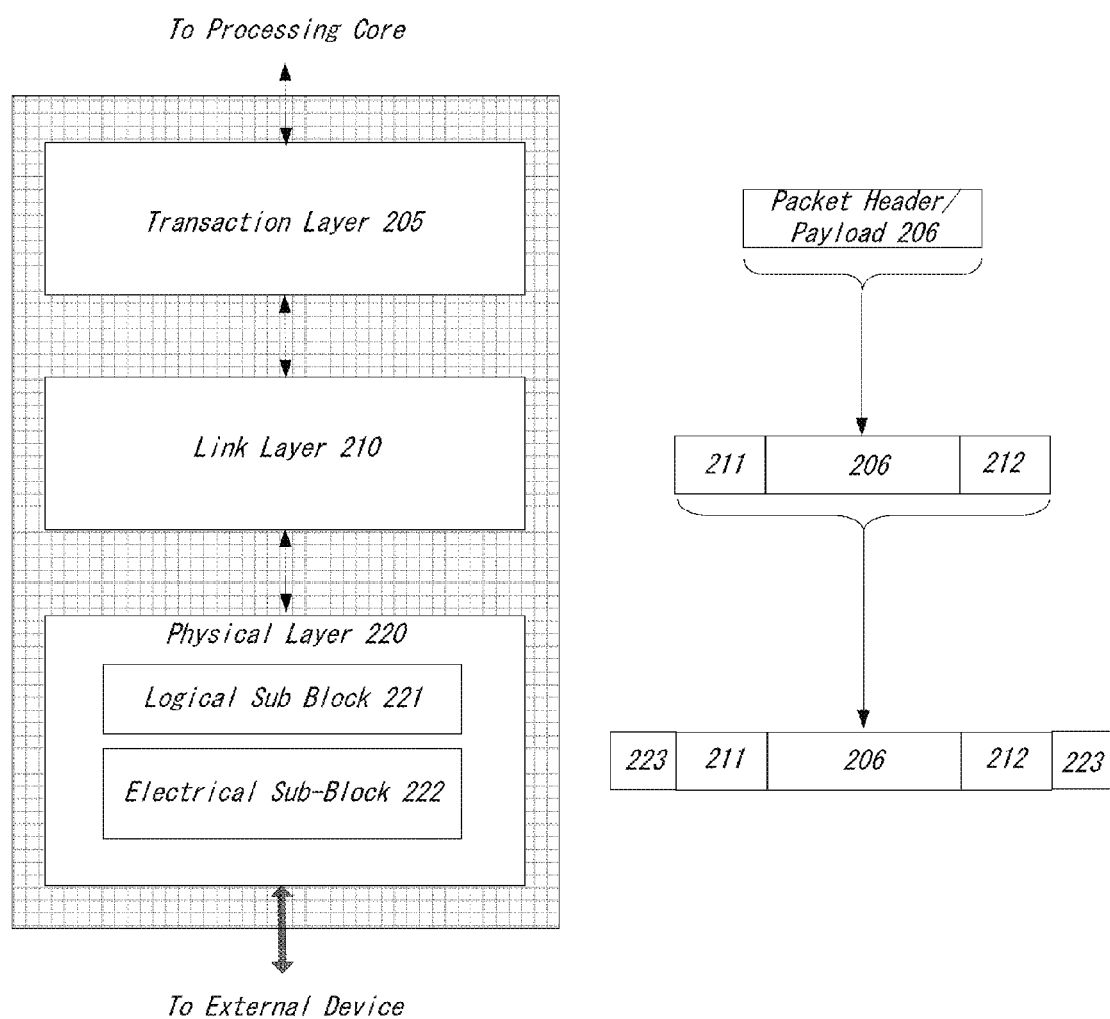 To Processing Core
Transaction Layer 205
Link Layer 210
Physical Layer 220
Logical Sub Block 221
Electrical Sub-Block 222
To External Device
Packet Header/
Payload 206
211 206 212
223 211 206 212 223